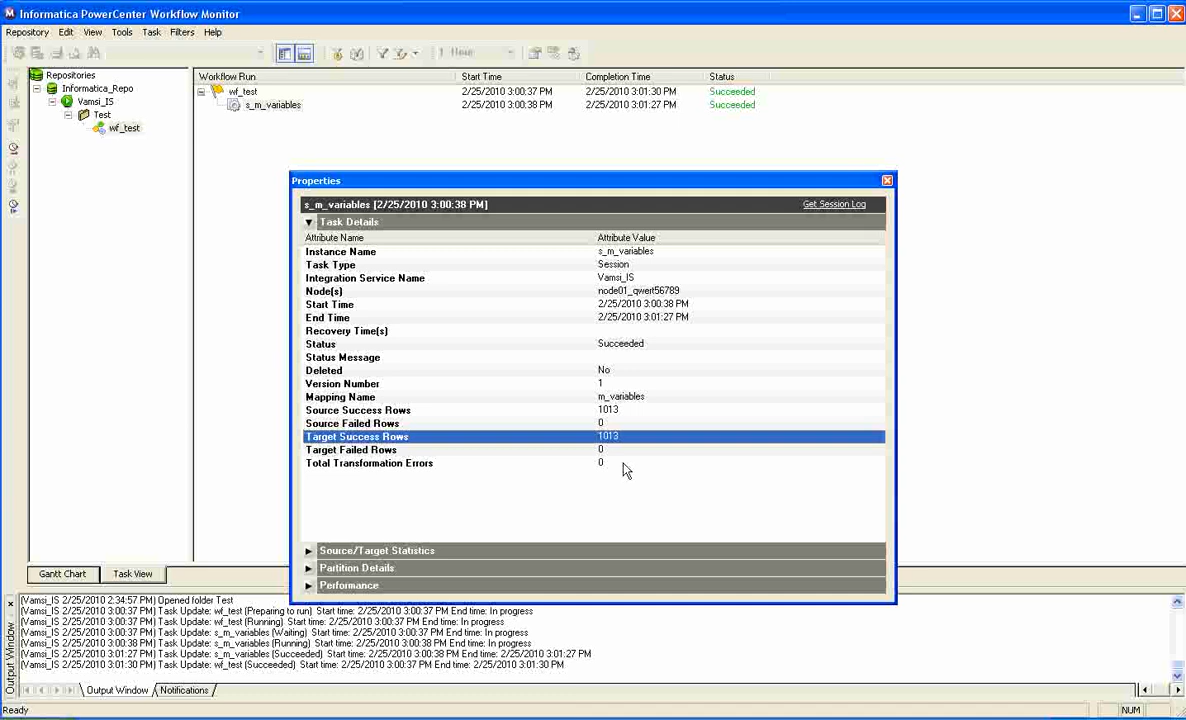 Informatica PowerCenter Workflow Monitor
Repository Edit View Tools Task Filters Help
1 Hour
Repositories
Informatica_Repo
Vamsi_IS
Test
wf_test
Workflow Run Start Time Completion Time Status
wf_test 2/25/2010 3:00:37 PM 2/25/2010 3:01:30 PM Succeeded
s_m_variables 2/25/2010 3:00:38 PM 2/25/2010 3:01:27 PM Succeeded
Properties
s_m_variables [2/25/2010 3:00:38 PM] Get Session Log
Task Details
Attribute Name Attribute Value
Instance Name s_m_variables
Task Type Session
Integration Service Name Vamsi_IS
Node(s) node01_qwert56789
Start Time 2/25/2010 3:00:38 PM
End Time 2/25/2010 3:01:27 PM
Recovery Time(s)
Status Succeeded
Status Message
Deleted No
Version Number 1
Mapping Name m_variables
Source Success Rows 1013
Source Failed Rows 0
Target Success Rows 1013
Target Failed Rows 0
Total Transformation Errors 0
Source/Target Statistics
Partition Details
Performance
Gantt Chart Task View
(Vamsi_IS 2/25/2010 2:34:57 PM) Opened folder Test
(Vamsi_IS 2/25/2010 3:00:37 PM) Task Update: wf_test (Preparing to run) Start time: 2/25/2010 3:00:37 PM End time: In progress
(Vamsi_IS 2/25/2010 3:00:37 PM) Task Update: wf_test (Running) Start time: 2/25/2010 3:00:37 PM End time: In progress
(Vamsi_IS 2/25/2010 3:00:37 PM) Task Update: s_m_variables (Waiting) Start time: 2/25/2010 3:00:37 PM End time: In progress
(Vamsi_IS 2/25/2010 3:00:38 PM) Task Update: s_m_variables (Running) Start time: 2/25/2010 3:00:38 PM End time: In progress
(Vamsi_IS 2/25/2010 3:01:27 PM) Task Update: s_m_variables (Succeeded) Start time: 2/25/2010 3:00:38 PM End time: 2/25/2010 3:01:27 PM
(Vamsi_IS 2/25/2010 3:01:30 PM) Task Update: wf_test (Succeeded) Start time: 2/25/2010 3:00:37 PM End time: 2/25/2010 3:01:30 PM
Output Window
Output Window Notifications
Ready NUM